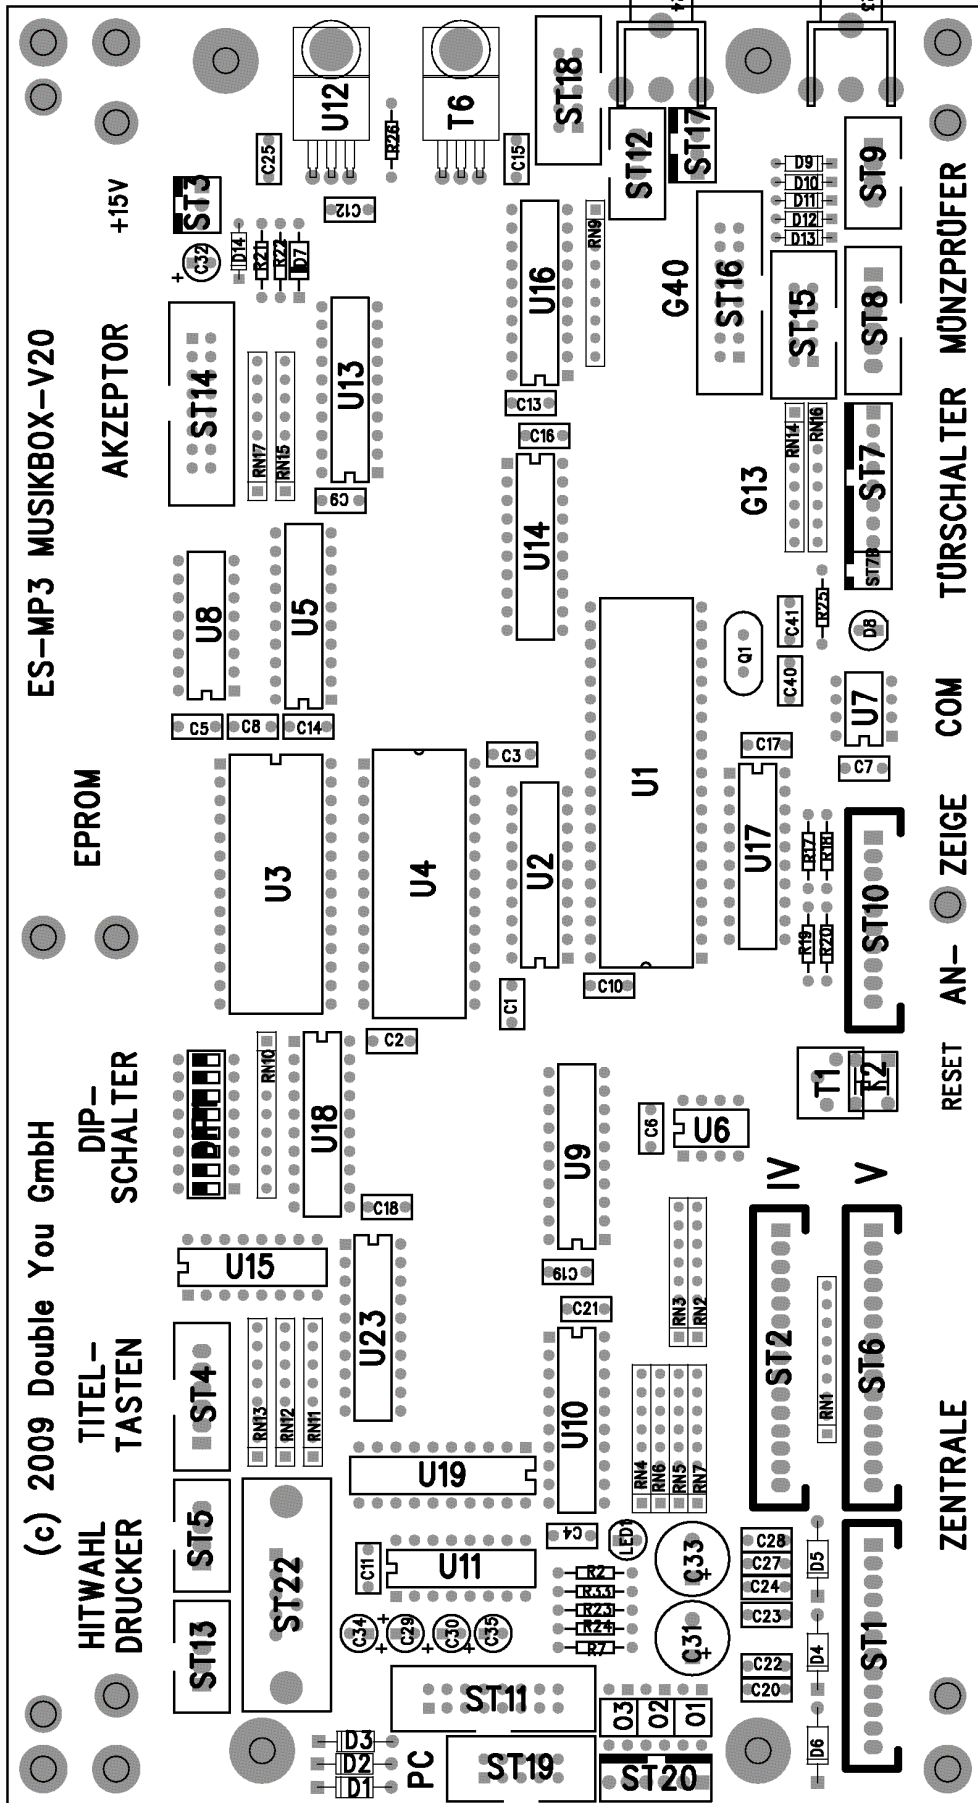 ES-MP3 MUSIKBOX-V20
(c) 2009 Double You GmbH
+15V
AKZEPTOR
EPROM
DIP-
SCHALTER
TITEL-
TASTEN
HITWAHL
DRUCKER
U12
T6
ST18
ST12
ST17
C25
R26
C15
ST3
C12
C32
D14
R21
R22
D7
ST14
RN17
RN15
U13
C9
U16
RN9
C13
C16
U14
G40
ST16
D9
D10
D11
D12
D13
ST9
ST15
ST8
MÜNZPRÜFER
G13
RN14
RN16
ST7
ST7B
TÜRSCHALTER
U8
U5
C5
C8
C14
U3
U4
C3
U2
C1
U1
C10
Q1
C41
C40
R25
D8
U7
C7
COM
C17
U17
R17
R18
R19
R20
ST10
AN-
ZEIGE
RESET
T1
T2
RN10
U18
C2
C18
U15
U23
U9
C19
C21
U10
C6
U6
IV
V
RN3
RN2
ST2
ST6
RN1
RN4
RN6
RN5
RN7
ST4
RN13
RN12
RN11
U19
ST5
ST13
ST22
C11
U11
C4
LED1
C33
C31
R2
R33
R23
R24
R7
C34
C29
C30
C35
C28
C27
C24
C23
C22
C20
D5
D4
D6
ST1
ZENTRALE
ST11
ST19
ST20
O3
O2
O1
D3
D2
D1
PC